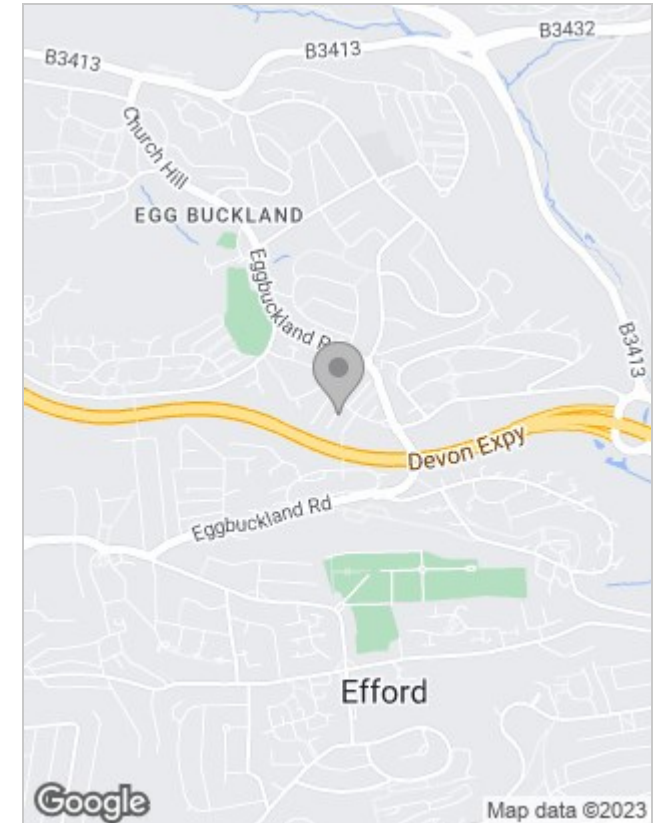 B3413
B3413
B3432
Church Hill
EGG BUCKLAND
Eggbuckland R
B3413
Devon Expy
Eggbuckland Rd
Efford
Google
Map data ©2023